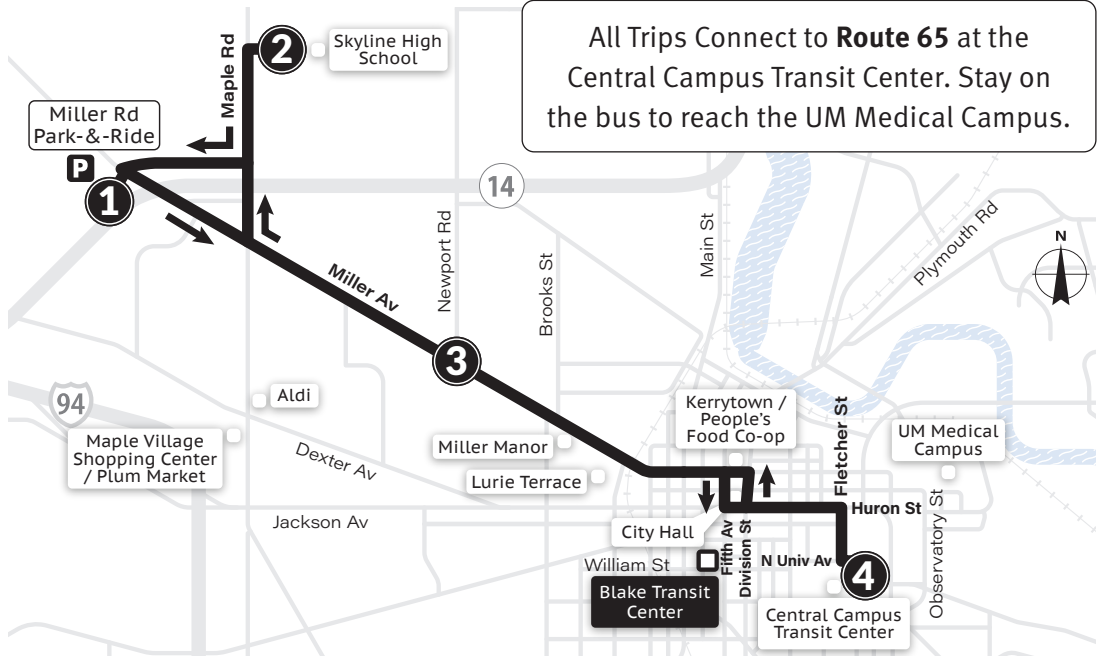 All Trips Connect to Route 65 at the
Central Campus Transit Center. Stay on
the bus to reach the UM Medical Campus.
Maple Rd
2
Skyline High
School
Miller Rd
Park-&-Ride
P
1
14
Newport Rd
Brooks St
Main St
Plymouth Rd
N
Miller Av
3
94
Aldi
Maple Village
Shopping Center
/ Plum Market
Dexter Av
Jackson Av
Miller Manor
Lurie Terrace
Kerrytown /
People's
Food Co-op
Fletcher St
UM Medical
Campus
City Hall
Huron St
Observatory St
Fifth Av
Division St
William St
N Univ Av
4
Blake Transit
Center
Central Campus
Transit Center